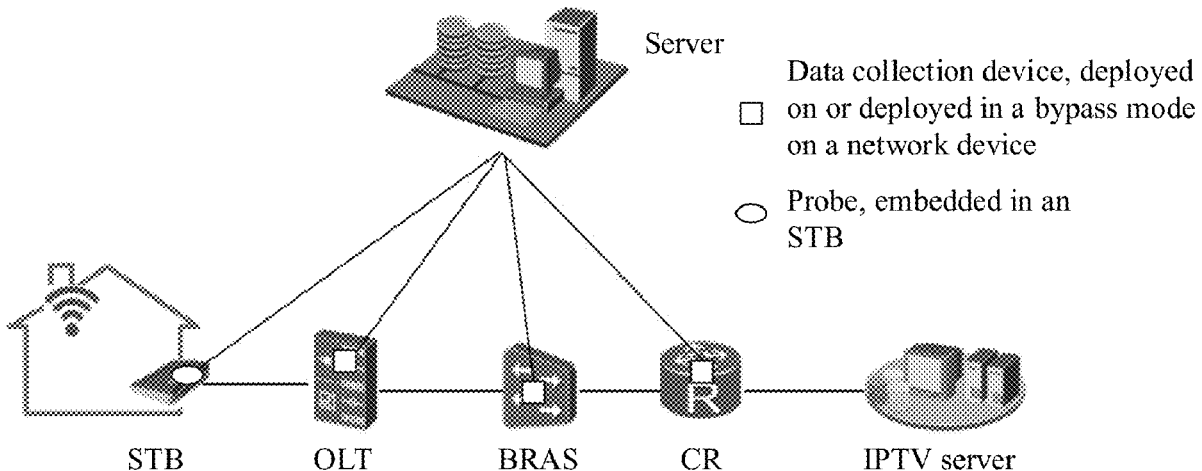 Server
Data collection device, deployed
on or deployed in a bypass mode
on a network device
Probe, embedded in an
STB
R
STB OLT BRAS CR IPTV server